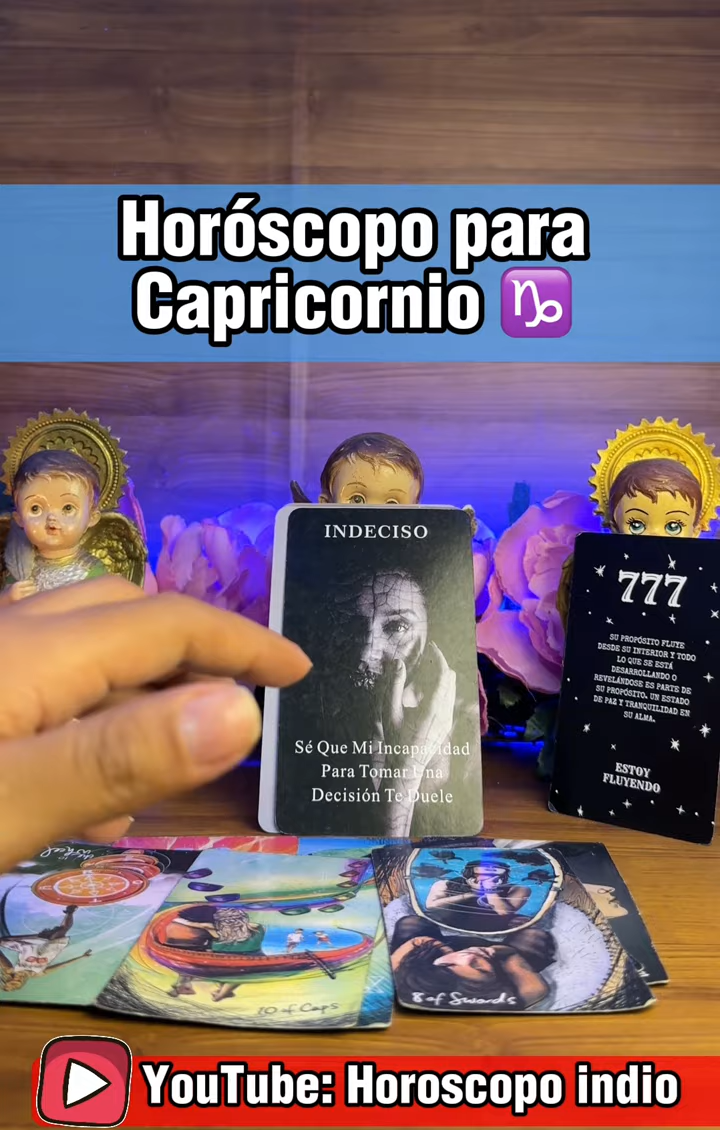 Horóscopo para
Capricornio ♑
INDECISO
Sé Que Mi Incapacidad
Para Tomar Una
Decisión Te Duele
777
SU PROPÓSITO FLUYE
DESDE SU INTERIOR Y TODO
LO QUE SE ESTÁ
DESARROLLANDO O
REVELÁNDOSE ES PARTE DE
SU PROPÓSITO. UN ESTADO
DE PAZ Y TRANQUILIDAD EN
SU ALMA.
ESTOY
FLUYENDO
wheel
10 of Cups
8 of Swords
YouTube: Horoscopo indio